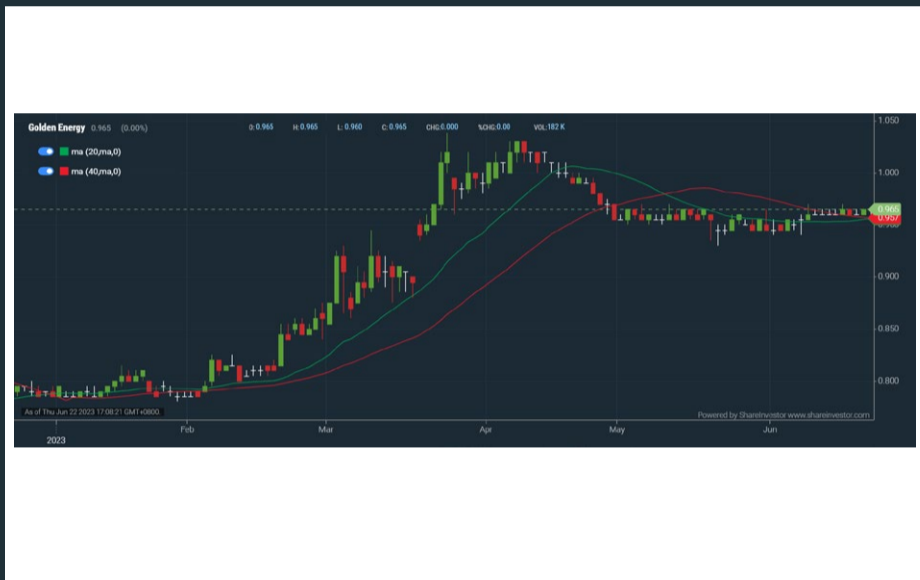 Golden Energy 0.965 (0.00%) O: 0.965 H: 0.965 L: 0.960 C: 0.965 CHG:0.000 %CHG:0.00 VOL:182 K
ma (20,ma,0)
ma (40,ma,0)
1.050
1.000
0.965
0.957
0.900
0.850
0.800
As of Thu Jun 22 2023 17:08:21 GMT+0800
Powered by ShareInvestor www.shareinvestor.com
Feb Mar Apr May Jun
2023